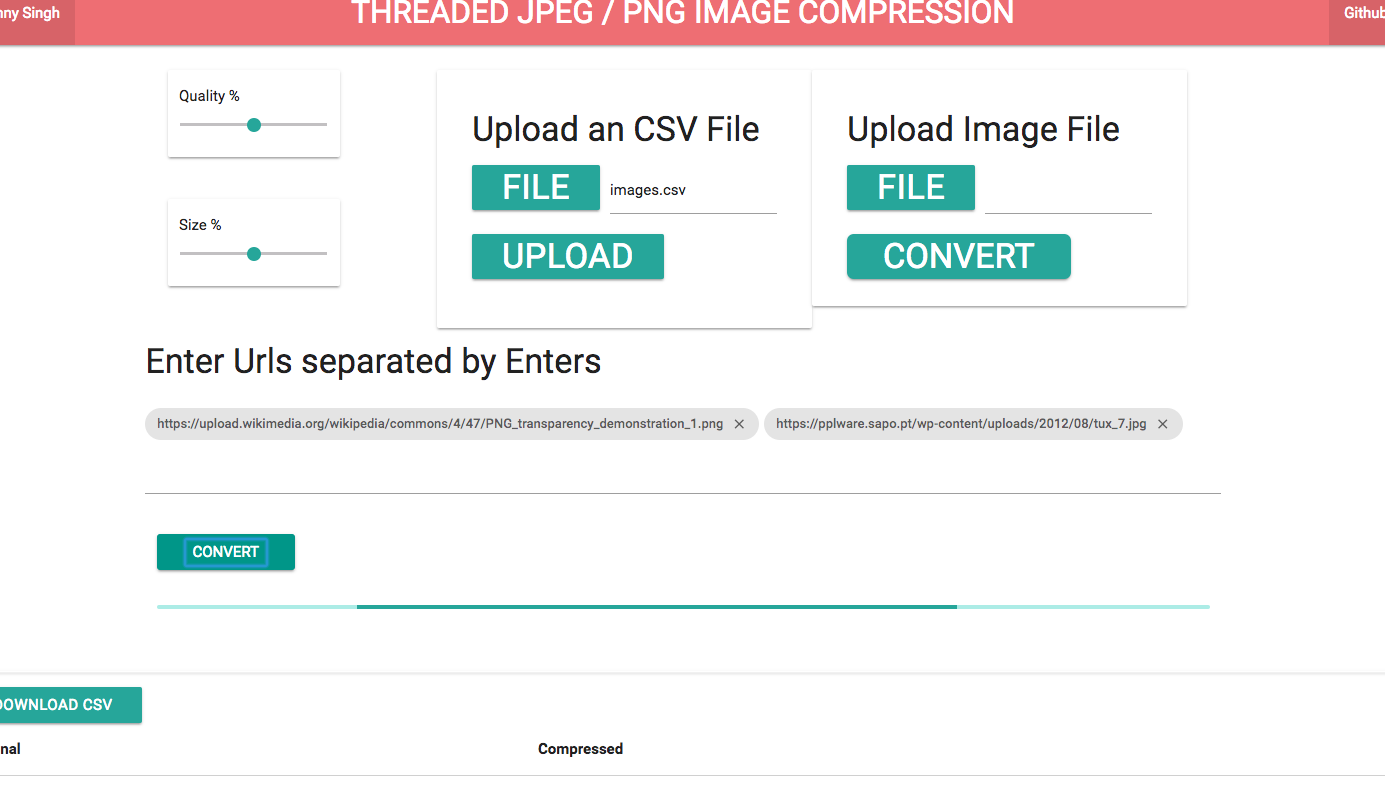 nny Singh
THREADED JPEG / PNG IMAGE COMPRESSION
Github
Quality %
Size %
Upload an CSV File
FILE
images.csv
UPLOAD
Upload Image File
FILE
CONVERT
Enter Urls separated by Enters
https://upload.wikimedia.org/wikipedia/commons/4/47/PNG_transparency_demonstration_1.png
https://pplware.sapo.pt/wp-content/uploads/2012/08/tux_7.jpg
CONVERT
DOWNLOAD CSV
nal
Compressed